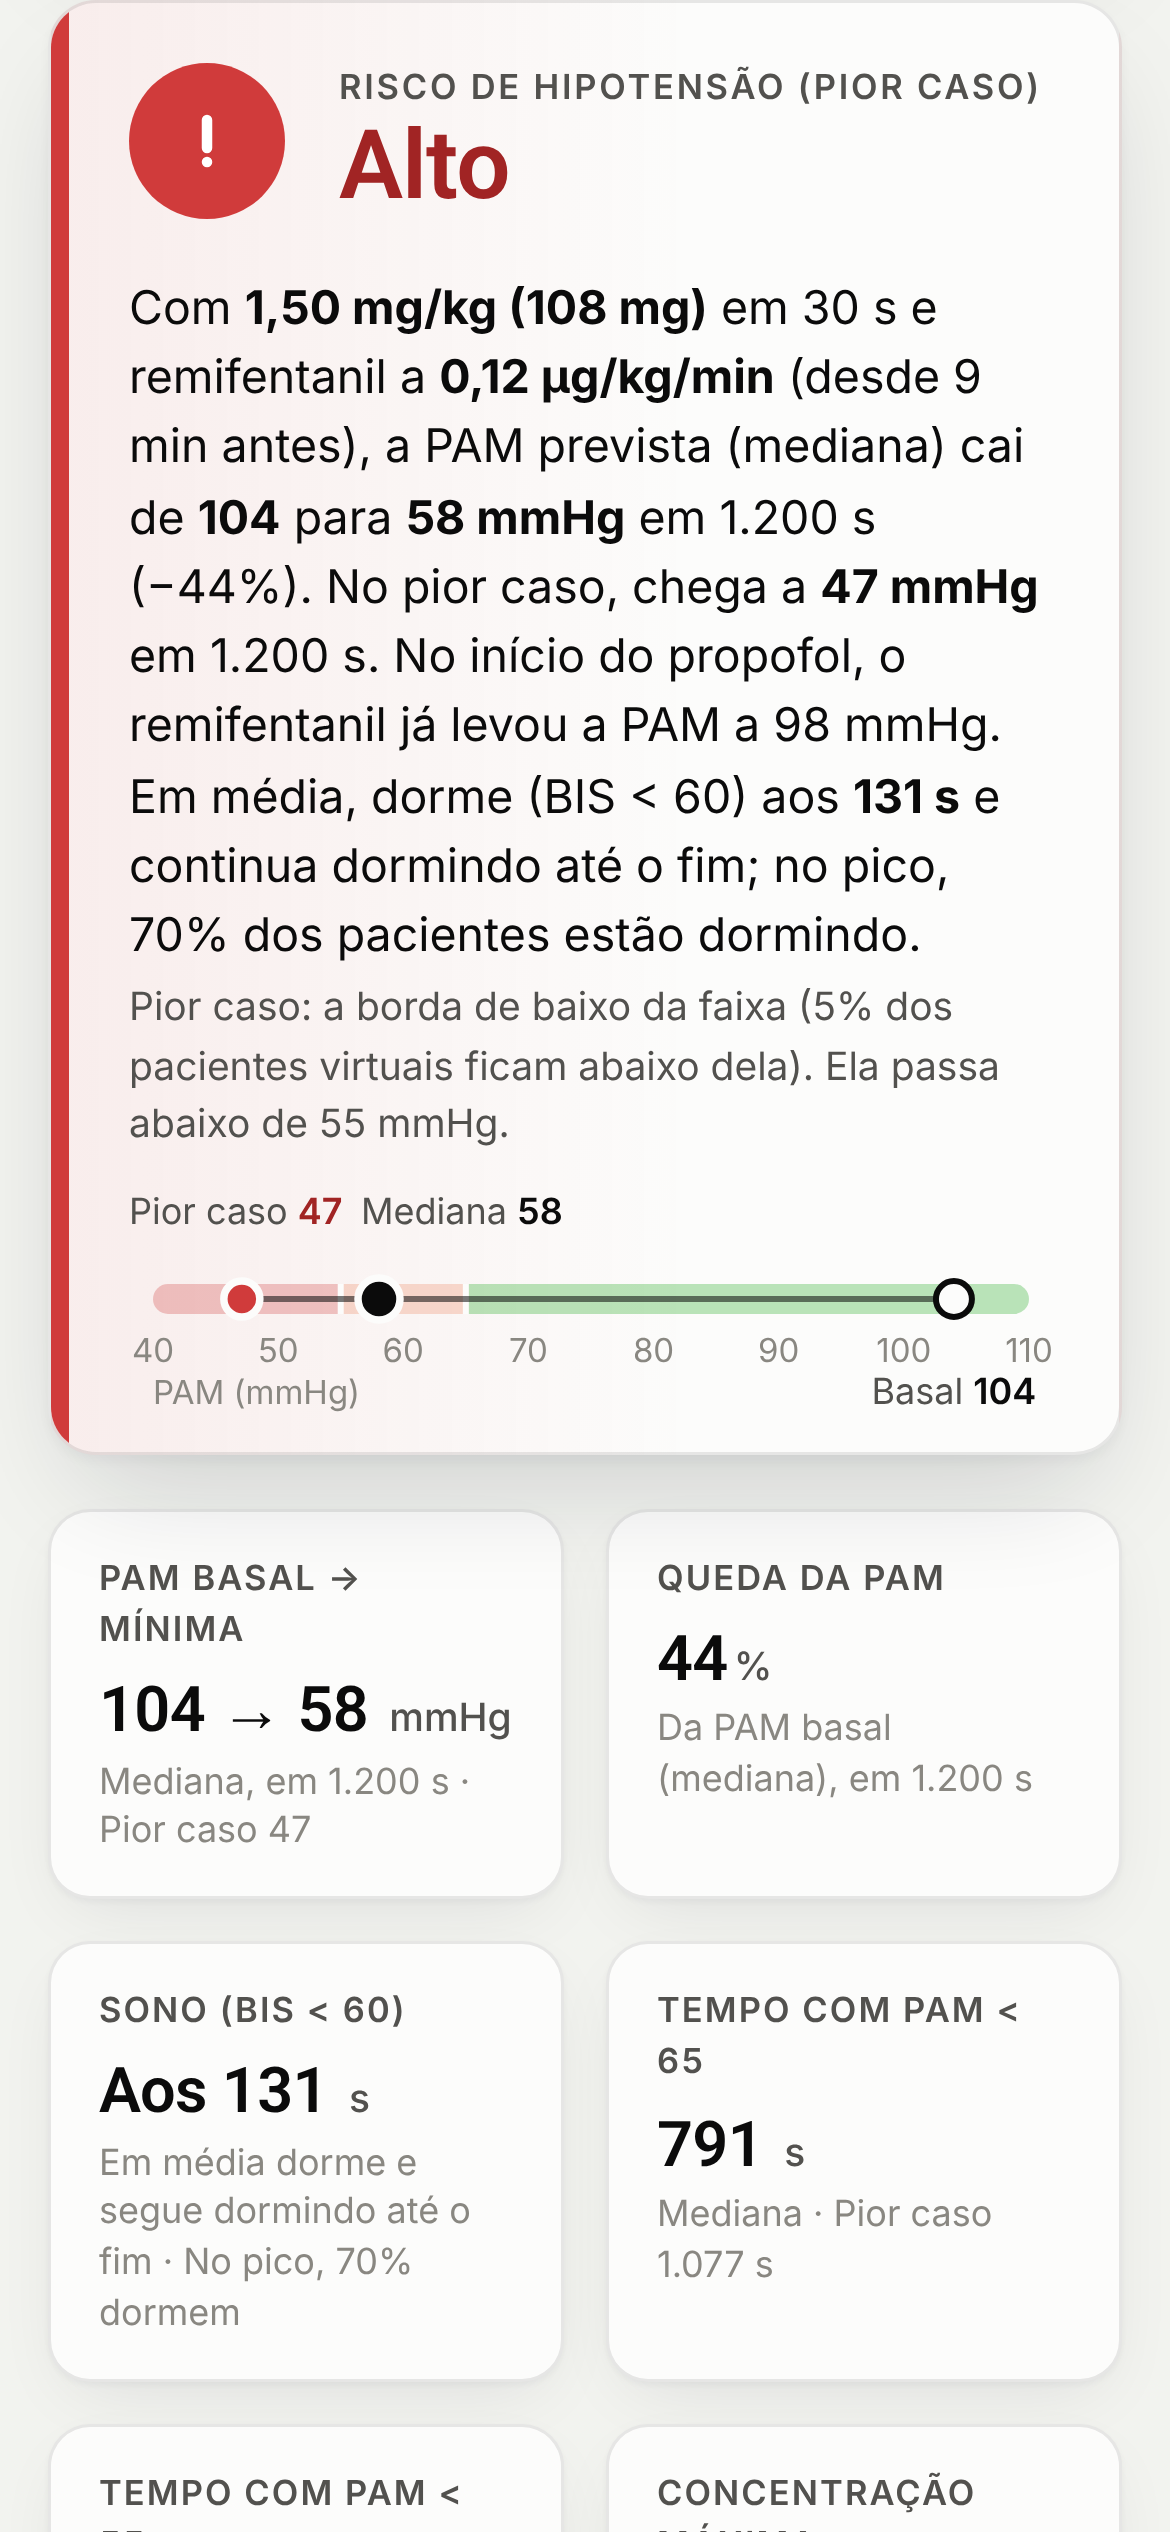 RISCO DE HIPOTENSÃO (PIOR CASO)
Alto
Com 1,50 mg/kg (108 mg) em 30 s e
remifentanil a 0,12 µg/kg/min (desde 9
min antes), a PAM prevista (mediana) cai
de 104 para 58 mmHg em 1.200 s
(−44%). No pior caso, chega a 47 mmHg
em 1.200 s. No início do propofol, o
remifentanil já levou a PAM a 98 mmHg.
Em média, dorme (BIS < 60) aos 131 s e
continua dormindo até o fim; no pico,
70% dos pacientes estão dormindo.
Pior caso: a borda de baixo da faixa (5% dos
pacientes virtuais ficam abaixo dela). Ela passa
abaixo de 55 mmHg.
Pior caso 47 Mediana 58
40 50 60 70 80 90 100 110
PAM (mmHg) Basal 104
PAM BASAL →
MÍNIMA
104 → 58 mmHg
Mediana, em 1.200 s ·
Pior caso 47
QUEDA DA PAM
44 %
Da PAM basal
(mediana), em 1.200 s
SONO (BIS < 60)
Aos 131 s
Em média dorme e
segue dormindo até o
fim · No pico, 70%
dormem
TEMPO COM PAM <
65
791 s
Mediana · Pior caso
1.077 s
TEMPO COM PAM <
CONCENTRAÇÃO